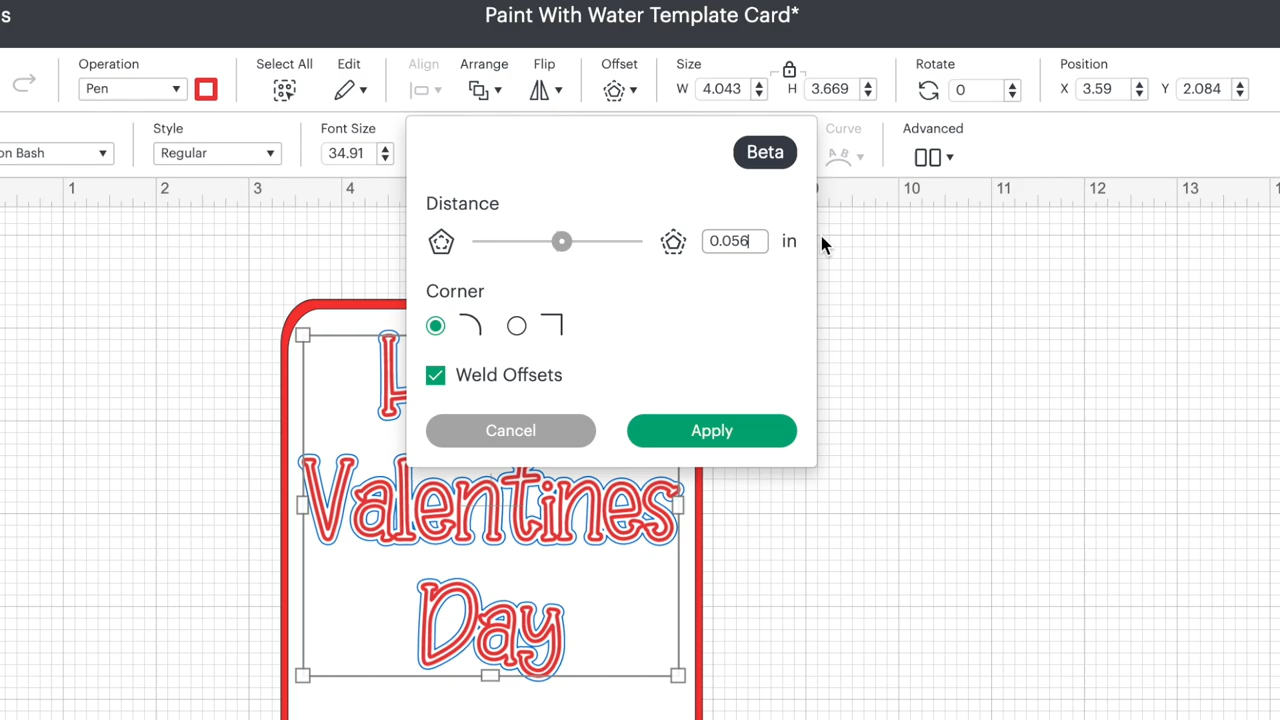 s
Paint With Water Template Card*
Operation
Select All
Edit
Align
Arrange
Flip
Offset
Size
Rotate
Position
Pen
W 4.043
H 3.669
0
X 3.59
Y 2.084
Style
Font Size
Curve
Advanced
on Bash
Regular
34.91
A B
1 2 3 4 10 11 12 13
Beta
Distance
0.056 in
Corner
Weld Offsets
Cancel
Apply
Valentines
Day